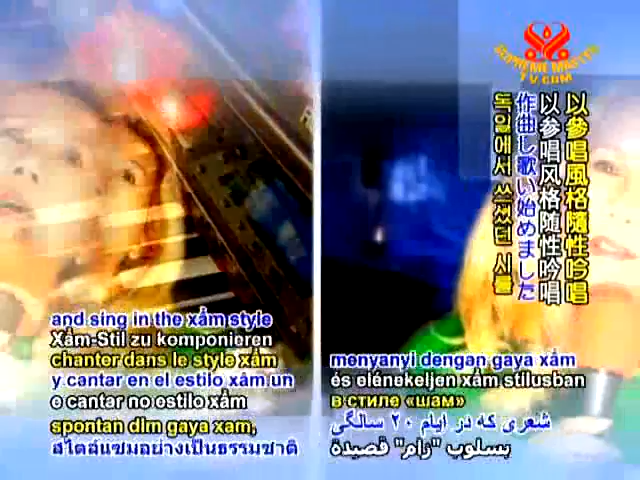 SUPREME MASTER
TV.COM
以參唱風格隨性吟唱
以参唱风格随性吟唱
作曲し歌い始めました
독일에서 쓰셨던 시를
and sing in the xẩm style
Xẩm-Stil zu komponieren
chanter dans le style xẩm
y cantar en el estilo xẩm un
e cantar no estilo xẩm
spontan dlm gaya xam,
สไตล์แซมอย่างเป็นธรรมชาติ
menyanyi dengan gaya xẩm
és elénekeljen xẩm stílusban
в стиле «шам»
شعری که در ایام ۲۰ سالگی
بسلوب "زام" قصيدة